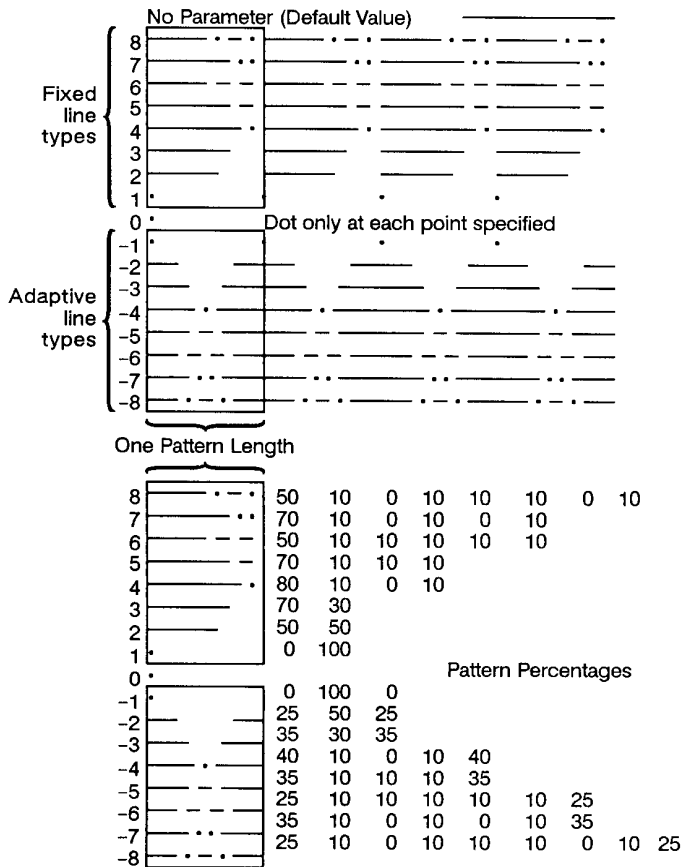 No Parameter (Default Value)
8
7
6
5
4
3
2
1
Fixed
line
types
0
Dot only at each point specified
−1
−2
−3
−4
−5
−6
−7
−8
Adaptive
line
types
One Pattern Length
8 50 10 0 10 10 10 0 10
7 70 10 0 10 0 10
6 50 10 10 10 10 10
5 70 10 10 10
4 80 10 0 10
3 70 30
2 50 50
1 0 100
0
Pattern Percentages
−1 0 100 0
−2 25 50 25
−3 35 30 35
−4 40 10 0 10 40
−5 35 10 10 10 35
−6 25 10 10 10 10 10 25
−7 35 10 0 10 0 10 35
−8 25 10 0 10 10 10 0 10 25